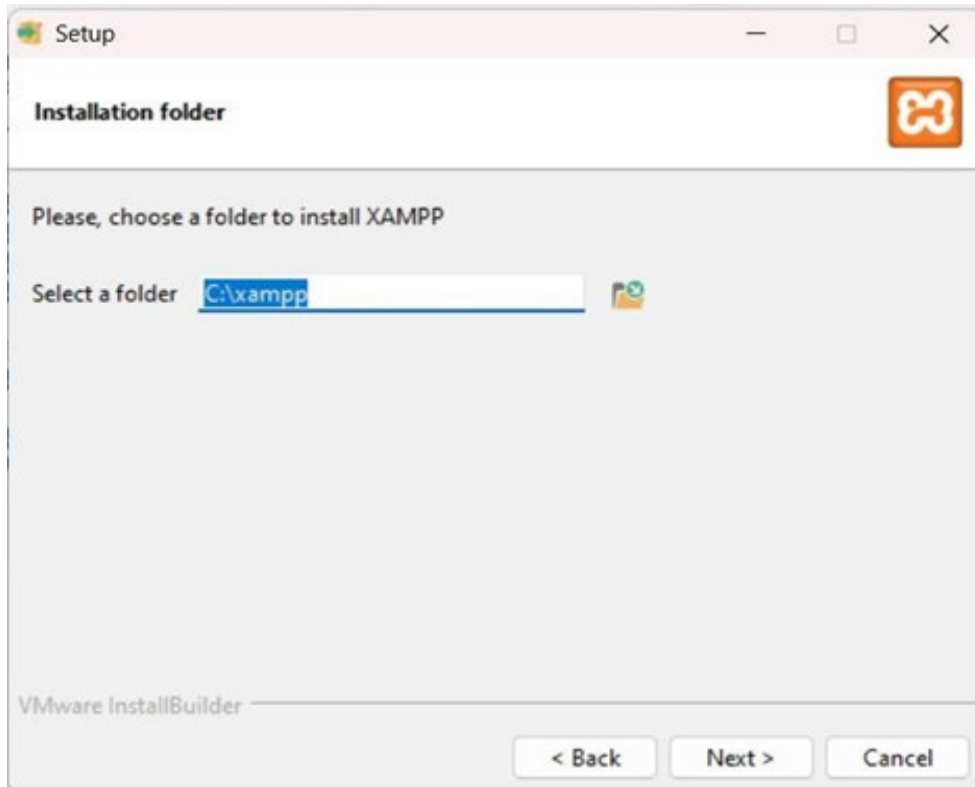 Setup
Installation folder
Please, choose a folder to install XAMPP
Select a folder C:\xampp
VMware InstallBuilder
< Back Next > Cancel